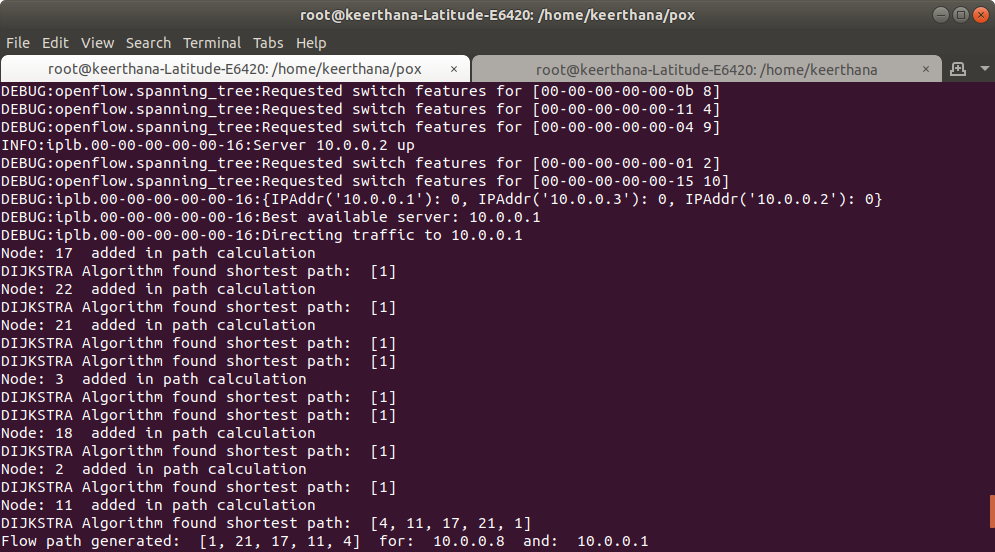 root@keerthana-Latitude-E6420: /home/keerthana/pox
File Edit View Search Terminal Tabs Help
root@keerthana-Latitude-E6420: /home/keerthana/pox × root@keerthana-Latitude-E6420: /home/keerthana ×
DEBUG:openflow.spanning_tree:Requested switch features for [00-00-00-00-00-0b 8]
DEBUG:openflow.spanning_tree:Requested switch features for [00-00-00-00-00-11 4]
DEBUG:openflow.spanning_tree:Requested switch features for [00-00-00-00-00-04 9]
INFO:iplb.00-00-00-00-00-16:Server 10.0.0.2 up
DEBUG:openflow.spanning_tree:Requested switch features for [00-00-00-00-00-01 2]
DEBUG:openflow.spanning_tree:Requested switch features for [00-00-00-00-00-15 10]
DEBUG:iplb.00-00-00-00-00-16:{IPAddr('10.0.0.1'): 0, IPAddr('10.0.0.3'): 0, IPAddr('10.0.0.2'): 0}
DEBUG:iplb.00-00-00-00-00-16:Best available server: 10.0.0.1
DEBUG:iplb.00-00-00-00-00-16:Directing traffic to 10.0.0.1
Node: 17  added in path calculation
DIJKSTRA Algorithm found shortest path:  [1]
Node: 22  added in path calculation
DIJKSTRA Algorithm found shortest path:  [1]
Node: 21  added in path calculation
DIJKSTRA Algorithm found shortest path:  [1]
DIJKSTRA Algorithm found shortest path:  [1]
Node: 3  added in path calculation
DIJKSTRA Algorithm found shortest path:  [1]
DIJKSTRA Algorithm found shortest path:  [1]
Node: 18  added in path calculation
DIJKSTRA Algorithm found shortest path:  [1]
Node: 2  added in path calculation
DIJKSTRA Algorithm found shortest path:  [1]
Node: 11  added in path calculation
DIJKSTRA Algorithm found shortest path:  [4, 11, 17, 21, 1]
Flow path generated:  [1, 21, 17, 11, 4]  for:  10.0.0.8  and:  10.0.0.1